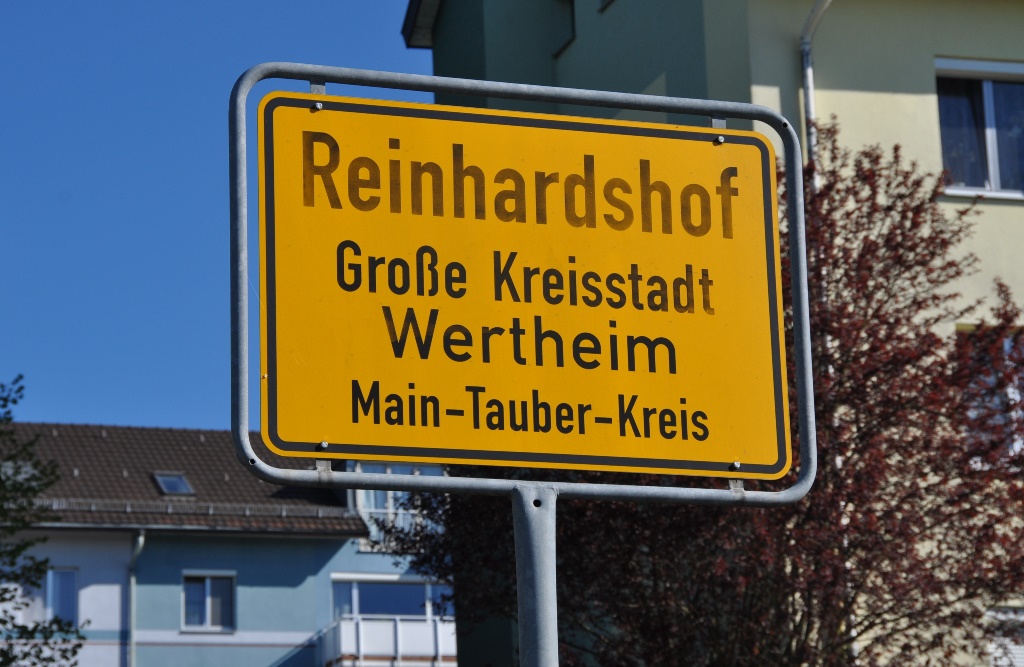 Reinhardshof
Große Kreisstadt
Wertheim
Main-Tauber-Kreis